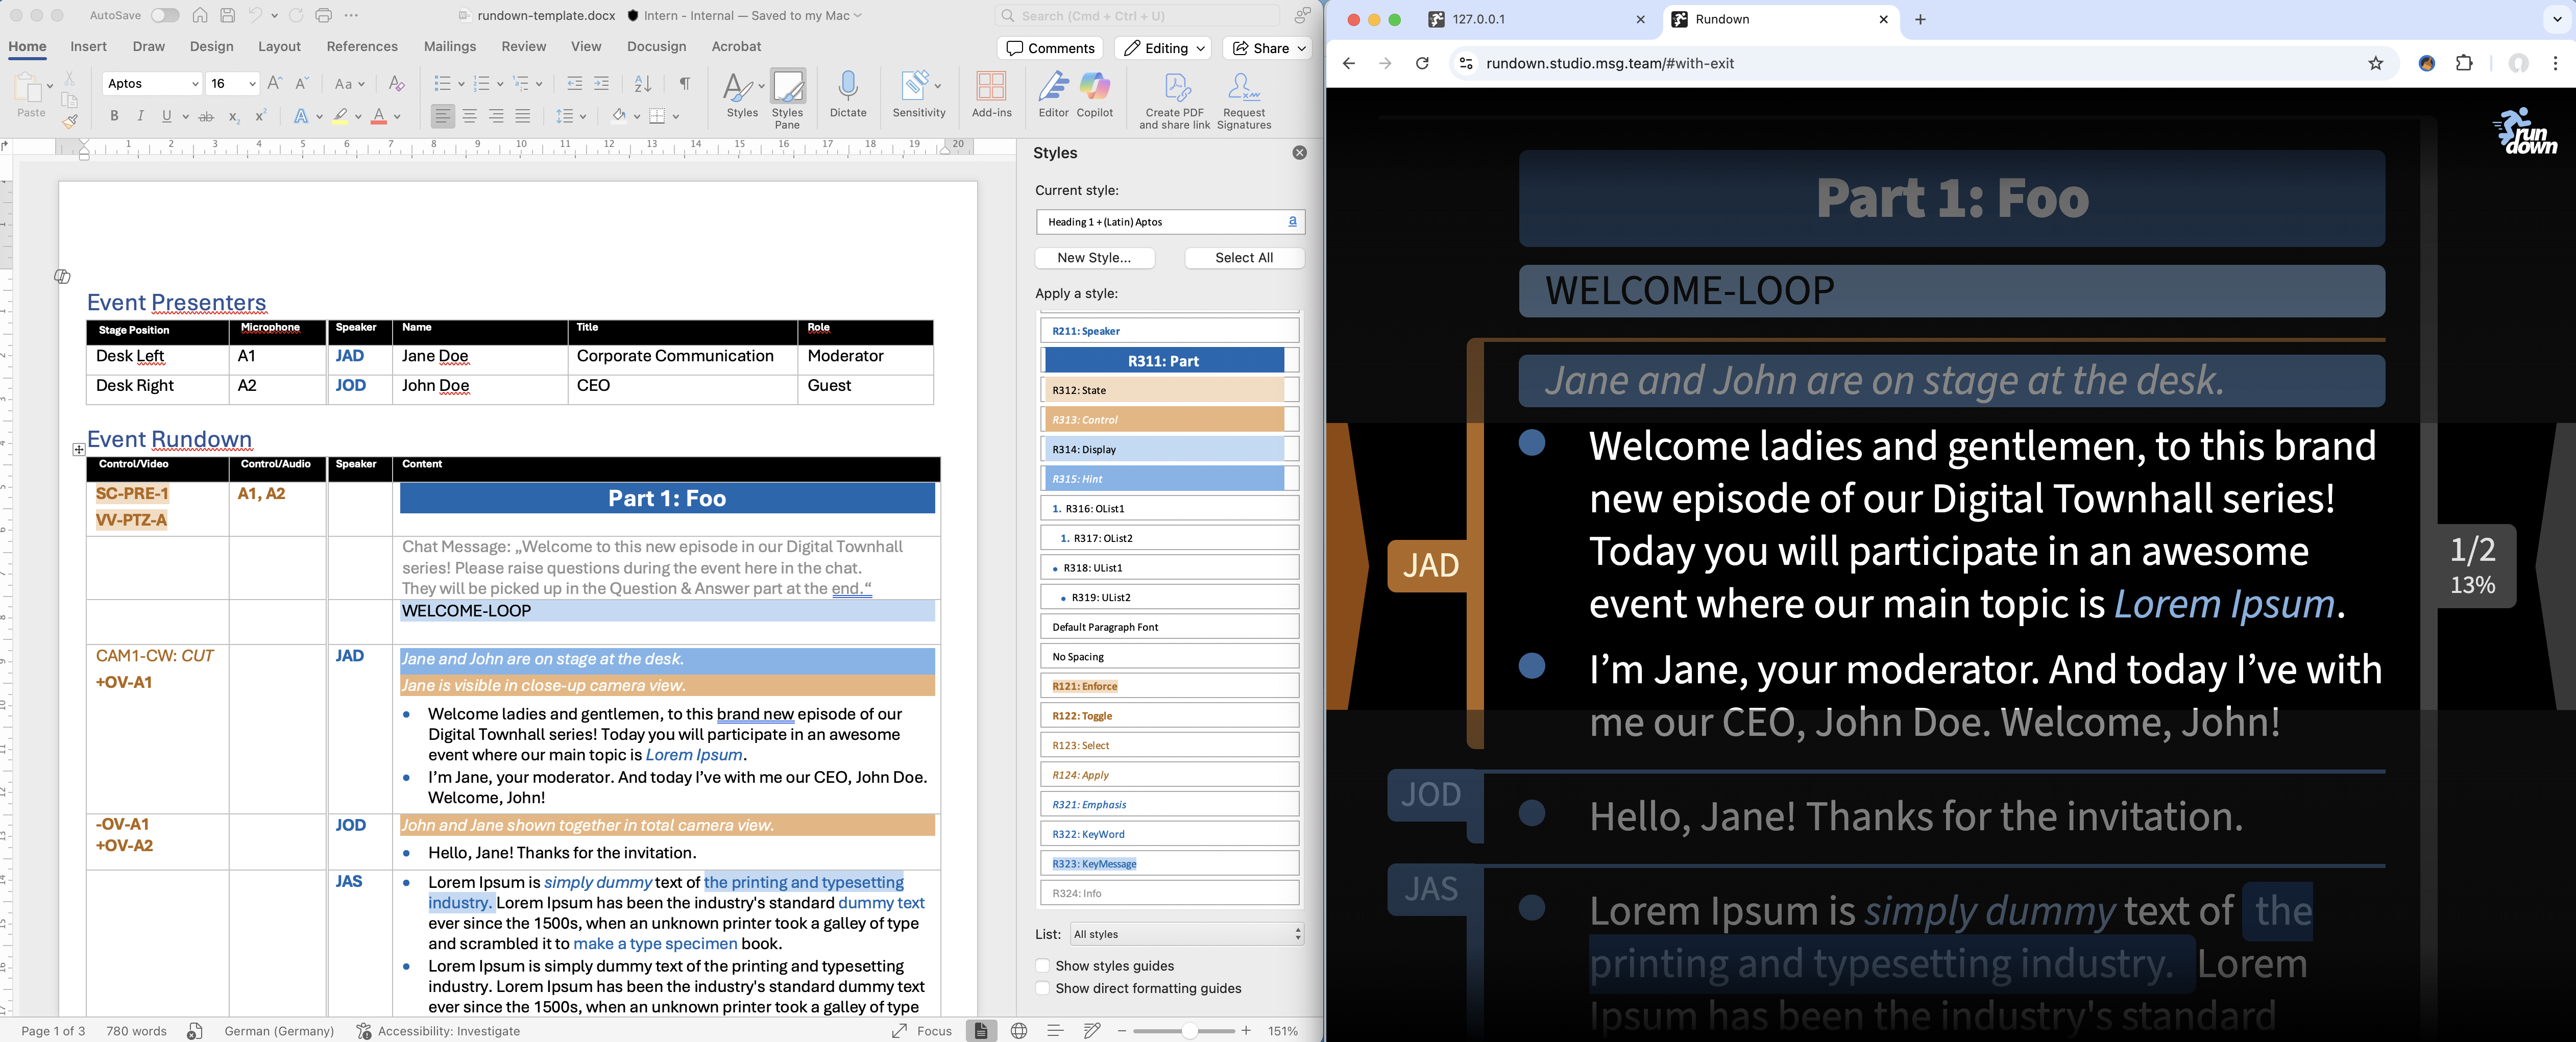 AutoSave
rundown-template.docx
Intern - Internal — Saved to my Mac
Search (Cmd + Ctrl + U)
Home Insert Draw Design Layout References Mailings Review View Docusign Acrobat
Comments Editing Share
Paste
Aptos 16
Styles
Styles Pane
Dictate
Sensitivity
Add-ins
Editor
Copilot
Create PDF and share link
Request Signatures
1 2 3 4 5 6 7 8 9 10 11 12 13 14 15 16 17 18 19 20
Event Presenters
Stage Position Microphone Speaker Name Title Role
Desk Left A1 JAD Jane Doe Corporate Communication Moderator
Desk Right A2 JOD John Doe CEO Guest
Event Rundown
Control/Video Control/Audio Speaker Content
SC-PRE-1 A1, A2 Part 1: Foo
VV-PTZ-A
Chat Message: „Welcome to this new episode in our Digital Townhall
series! Please raise questions during the event here in the chat.
They will be picked up in the Question & Answer part at the end.“
WELCOME-LOOP
CAM1-CW: CUT JAD Jane and John are on stage at the desk.
+OV-A1 Jane is visible in close-up camera view.
• Welcome ladies and gentlemen, to this brand new episode of our
Digital Townhall series! Today you will participate in an awesome
event where our main topic is Lorem Ipsum.
• I’m Jane, your moderator. And today I’ve with me our CEO, John Doe.
Welcome, John!
-OV-A1 JOD John and Jane shown together in total camera view.
+OV-A2
• Hello, Jane! Thanks for the invitation.
JAS • Lorem Ipsum is simply dummy text of the printing and typesetting
industry. Lorem Ipsum has been the industry's standard dummy text
ever since the 1500s, when an unknown printer took a galley of type
and scrambled it to make a type specimen book.
• Lorem Ipsum is simply dummy text of the printing and typesetting
industry. Lorem Ipsum has been the industry's standard dummy text
ever since the 1500s, when an unknown printer took a galley of type
Styles
Current style:
Heading 1 + (Latin) Aptos a
New Style... Select All
Apply a style:
R211: Speaker
R311: Part
R312: State
R313: Control
R314: Display
R315: Hint
1. R316: OList1
1. R317: OList2
• R318: UList1
• R319: UList2
Default Paragraph Font
No Spacing
R121: Enforce
R122: Toggle
R123: Select
R124: Apply
R321: Emphasis
R322: KeyWord
R323: KeyMessage
R324: Info
List: All styles
Show styles guides
Show direct formatting guides
Page 1 of 3 780 words German (Germany) Accessibility: Investigate Focus 151%
127.0.0.1
Rundown
rundown.studio.msg.team/#with-exit
run down
Part 1: Foo
WELCOME-LOOP
Jane and John are on stage at the desk.
JAD
Welcome ladies and gentlemen, to this brand
new episode of our Digital Townhall series!
Today you will participate in an awesome
event where our main topic is Lorem Ipsum.
I’m Jane, your moderator. And today I’ve with
me our CEO, John Doe. Welcome, John!
1/2
13%
JOD
Hello, Jane! Thanks for the invitation.
JAS
Lorem Ipsum is simply dummy text of the
printing and typesetting industry. Lorem
Ipsum has been the industry's standard